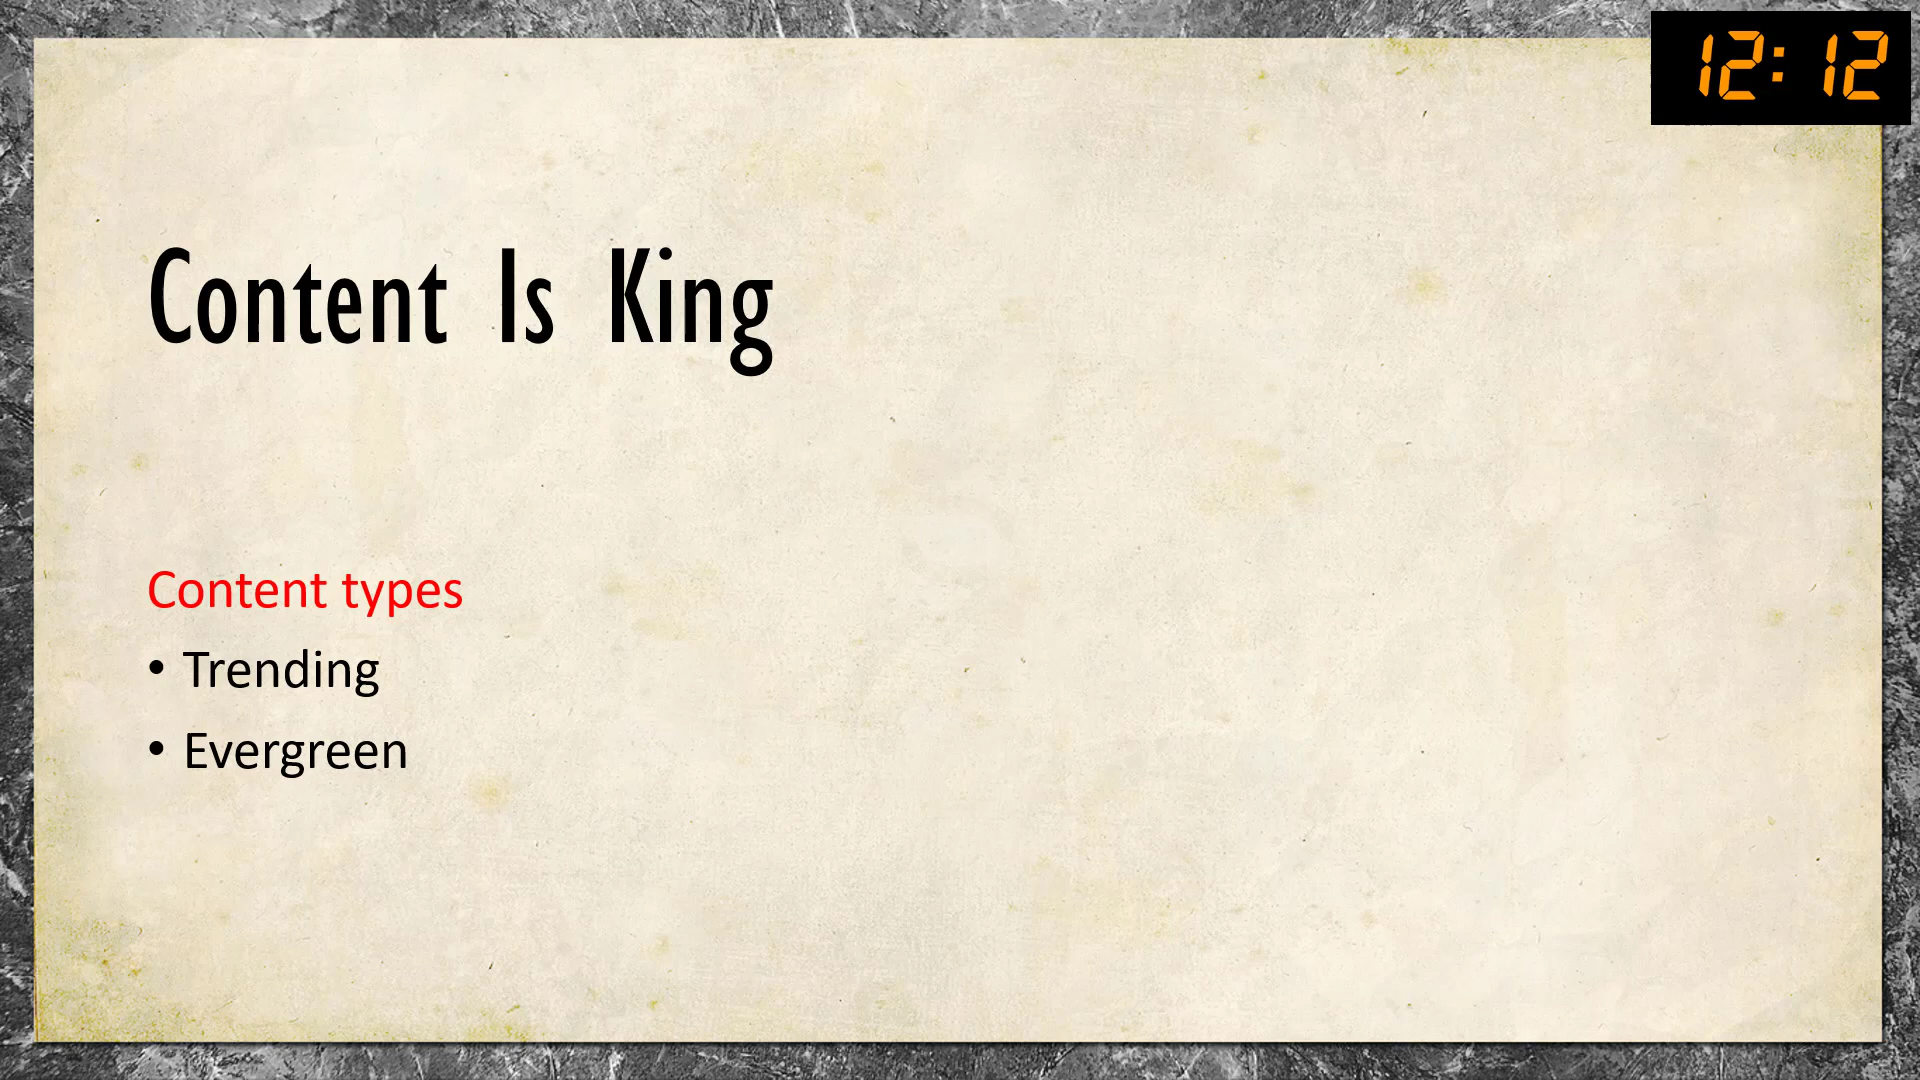 12:12
Content Is King
Content types
• Trending
• Evergreen